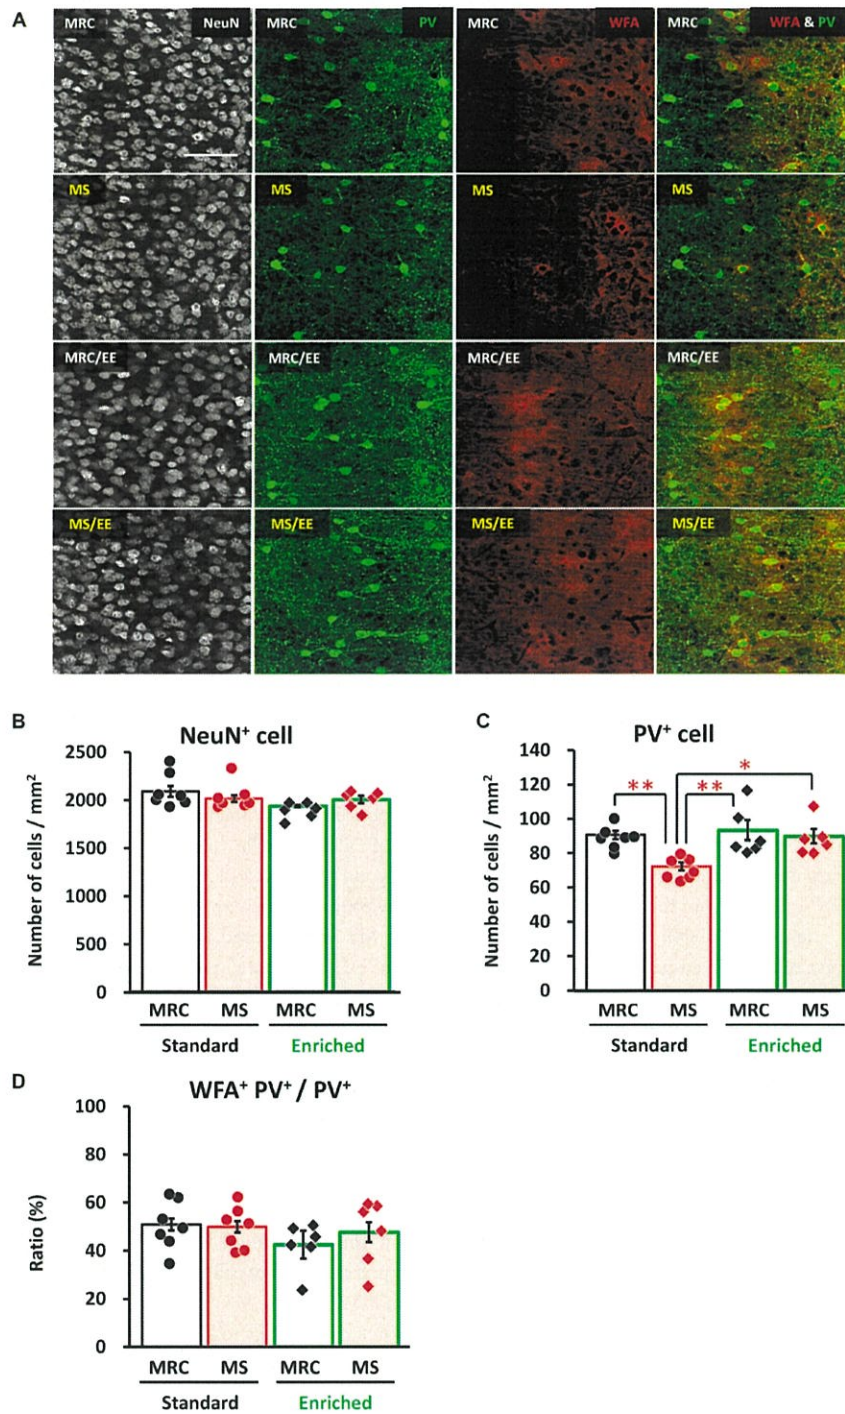 A
MRC NeuN MRC PV MRC WFA MRC WFA & PV
MS MS MS MS
MRC/EE MRC/EE MRC/EE MRC/EE
MS/EE MS/EE MS/EE MS/EE
B
NeuN⁺ cell
Number of cells / mm²
2500
2000
1500
1000
500
0
MRC MS MRC MS
Standard Enriched
C
PV⁺ cell
Number of cells / mm²
140
120
100
80
60
40
20
0
** ** *
MRC MS MRC MS
Standard Enriched
D
WFA⁺ PV⁺ / PV⁺
Ratio (%)
100
80
60
40
20
0
MRC MS MRC MS
Standard Enriched